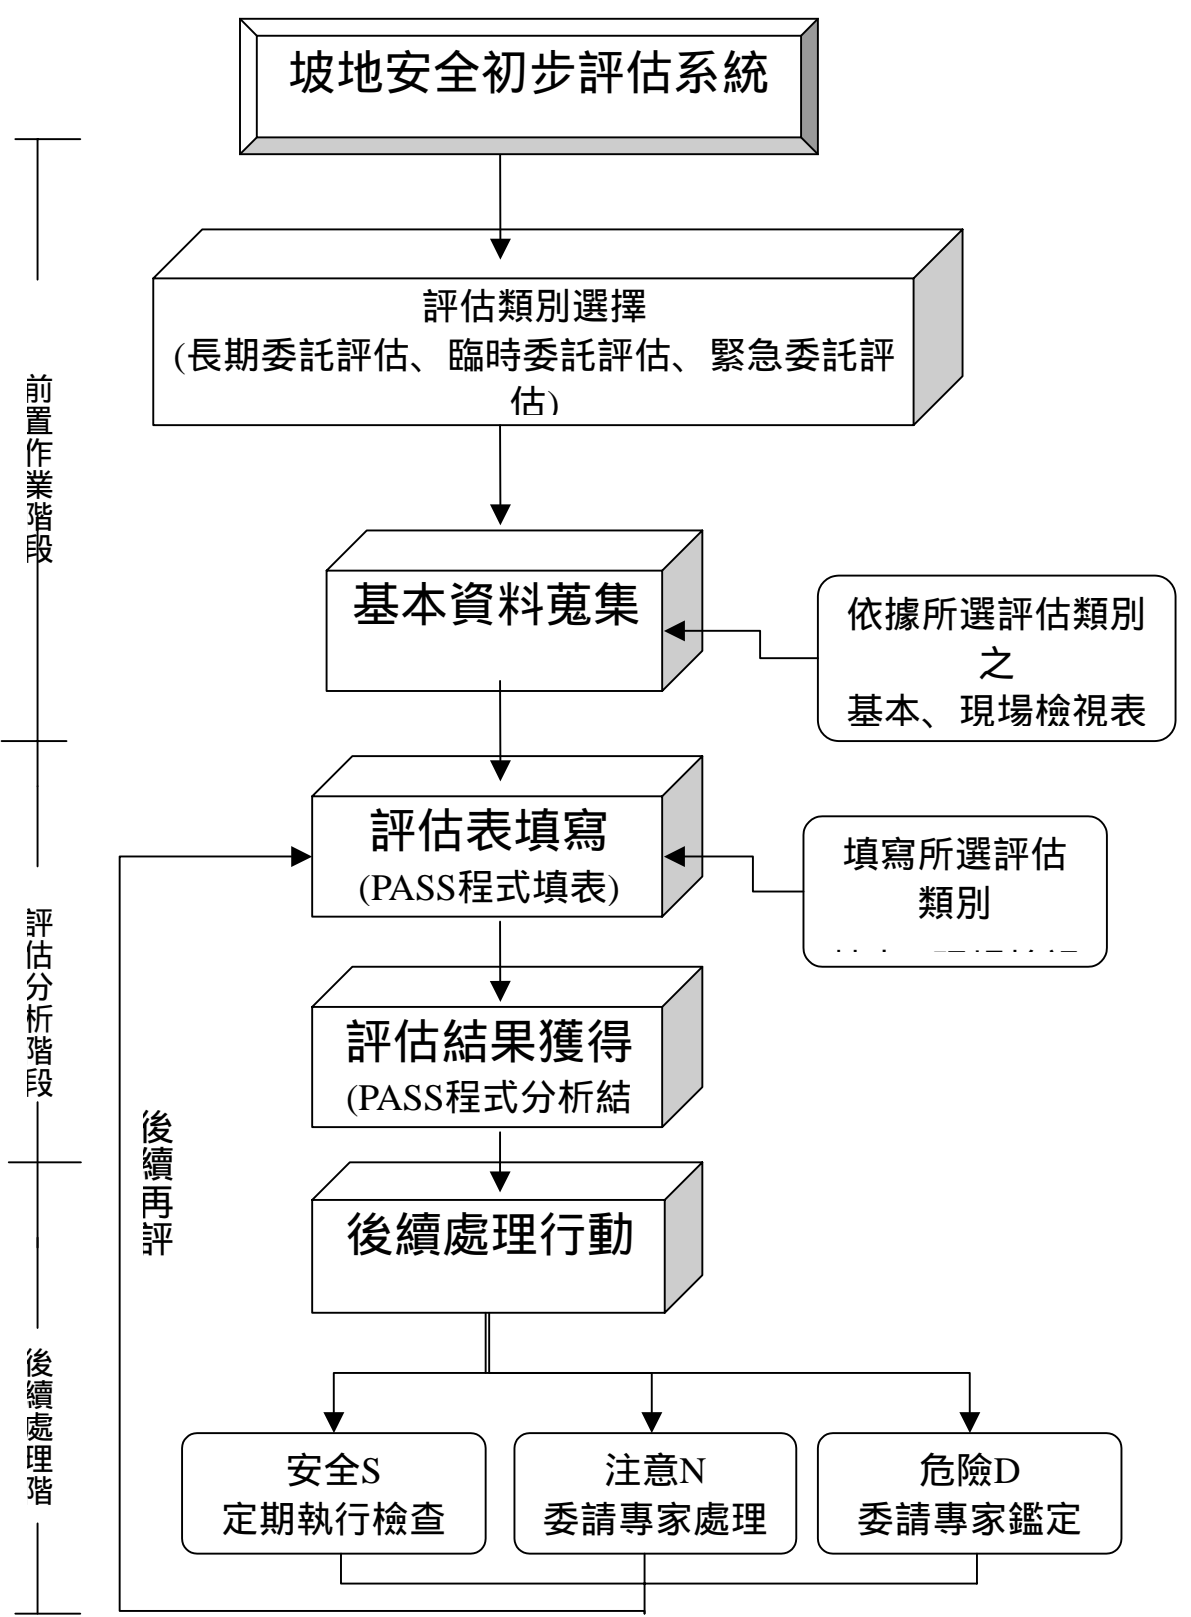 坡地安全初步評估系統
評估類別選擇
(長期委託評估、臨時委託評估、緊急委託評
估)
前置作業階段
基本資料蒐集
依據所選評估類別
之
基本、現場檢視表
評估表填寫
(PASS程式填表)
填寫所選評估
類別
評估分析階段
評估結果獲得
(PASS程式分析結
後續再評
後續處理行動
後續處理階
安全S
定期執行檢查
注意N
委請專家處理
危險D
委請專家鑑定